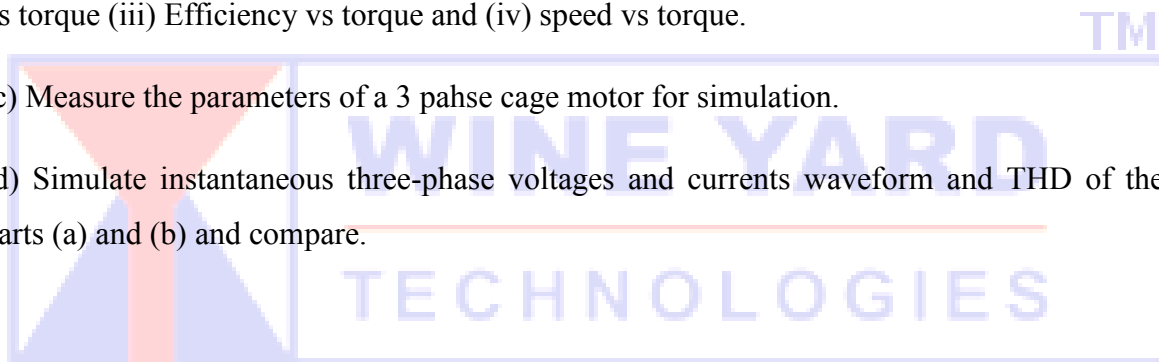 s torque (iii) Efficiency vs torque and (iv) speed vs torque.
TM
c) Measure the parameters of a 3 pahse cage motor for simulation.
WINE YARD
d) Simulate instantaneous three-phase voltages and currents waveform and THD of the
arts (a) and (b) and compare.
TECHNOLOGIES